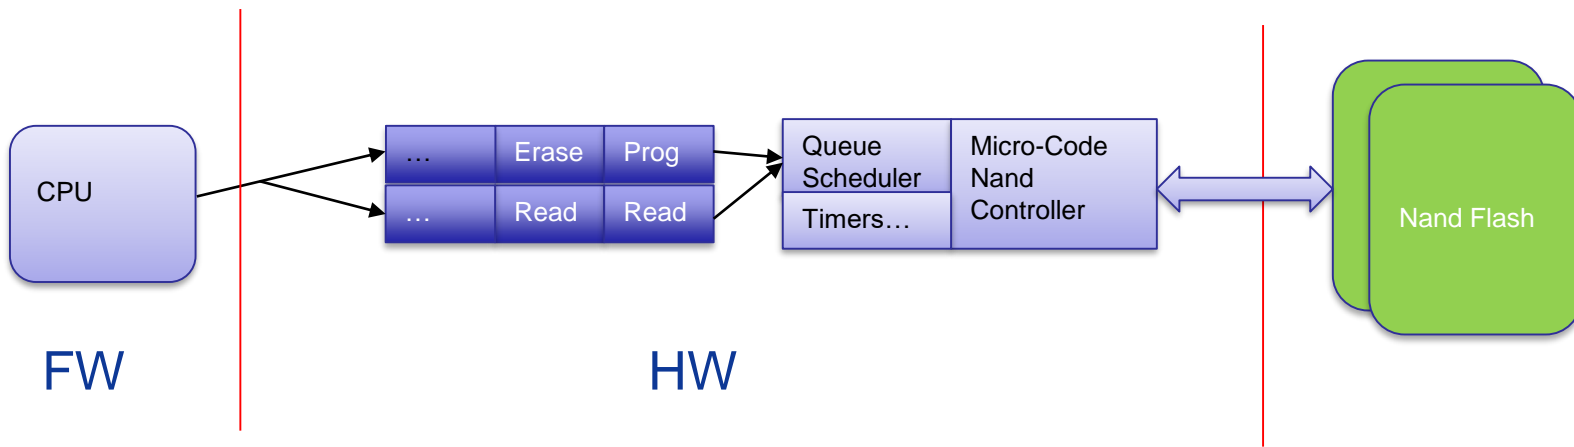 CPU
… Erase Prog
… Read Read
Queue
Scheduler
Timers…
Micro-Code
Nand
Controller
Nand Flash
FW
HW